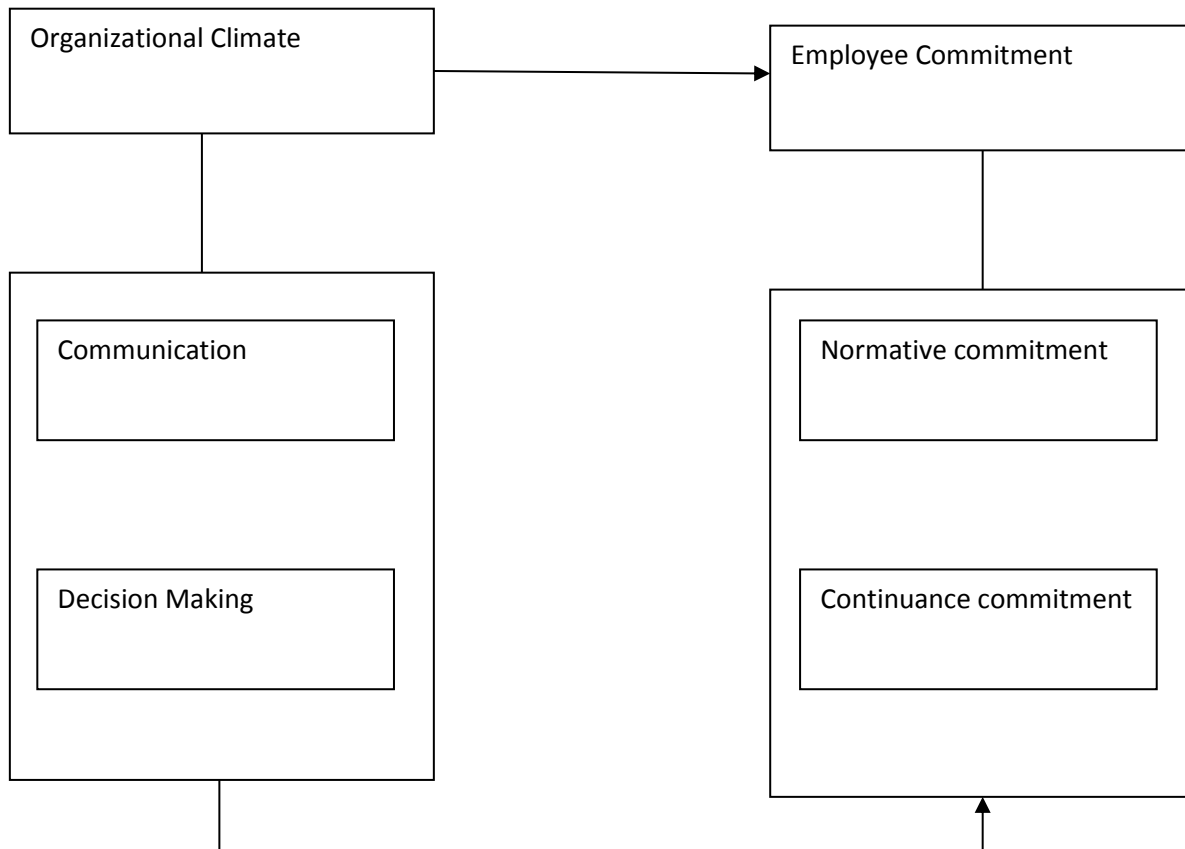 Organizational Climate
Employee Commitment
Communication
Normative commitment
Decision Making
Continuance commitment